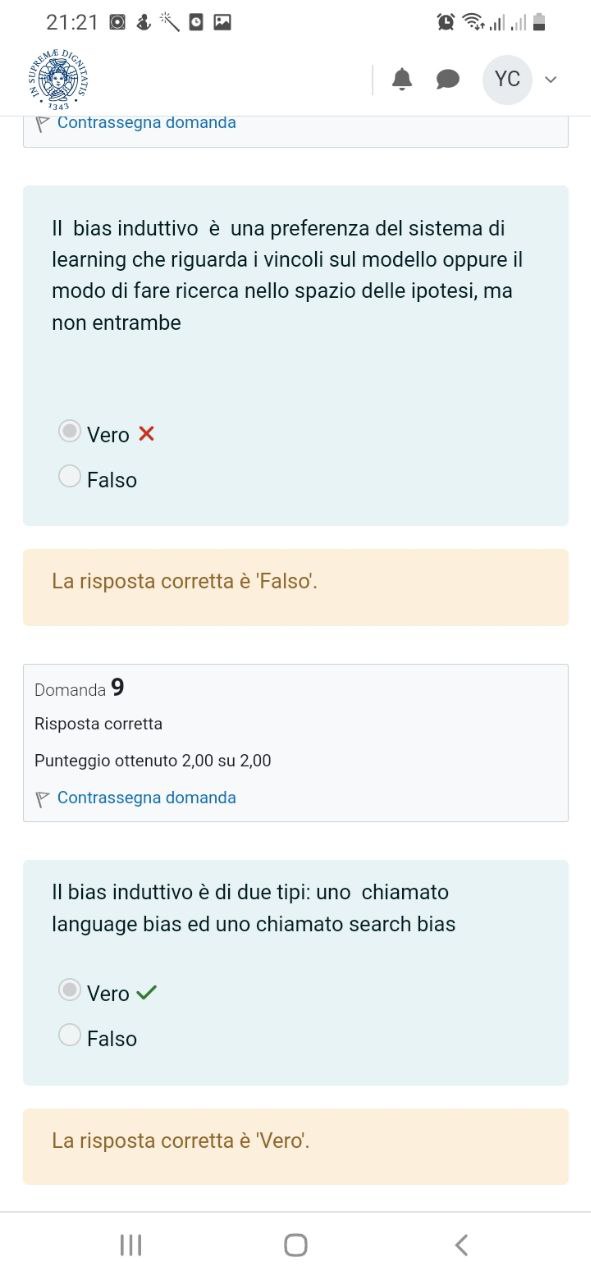 21:21
IN SUPREMÆ DIGNITATIS
1343
YC
Contrassegna domanda
Il bias induttivo è una preferenza del sistema di
learning che riguarda i vincoli sul modello oppure il
modo di fare ricerca nello spazio delle ipotesi, ma
non entrambe
Vero
Falso
La risposta corretta è 'Falso'.
Domanda 9
Risposta corretta
Punteggio ottenuto 2,00 su 2,00
Contrassegna domanda
Il bias induttivo è di due tipi: uno chiamato
language bias ed uno chiamato search bias
Vero
Falso
La risposta corretta è 'Vero'.